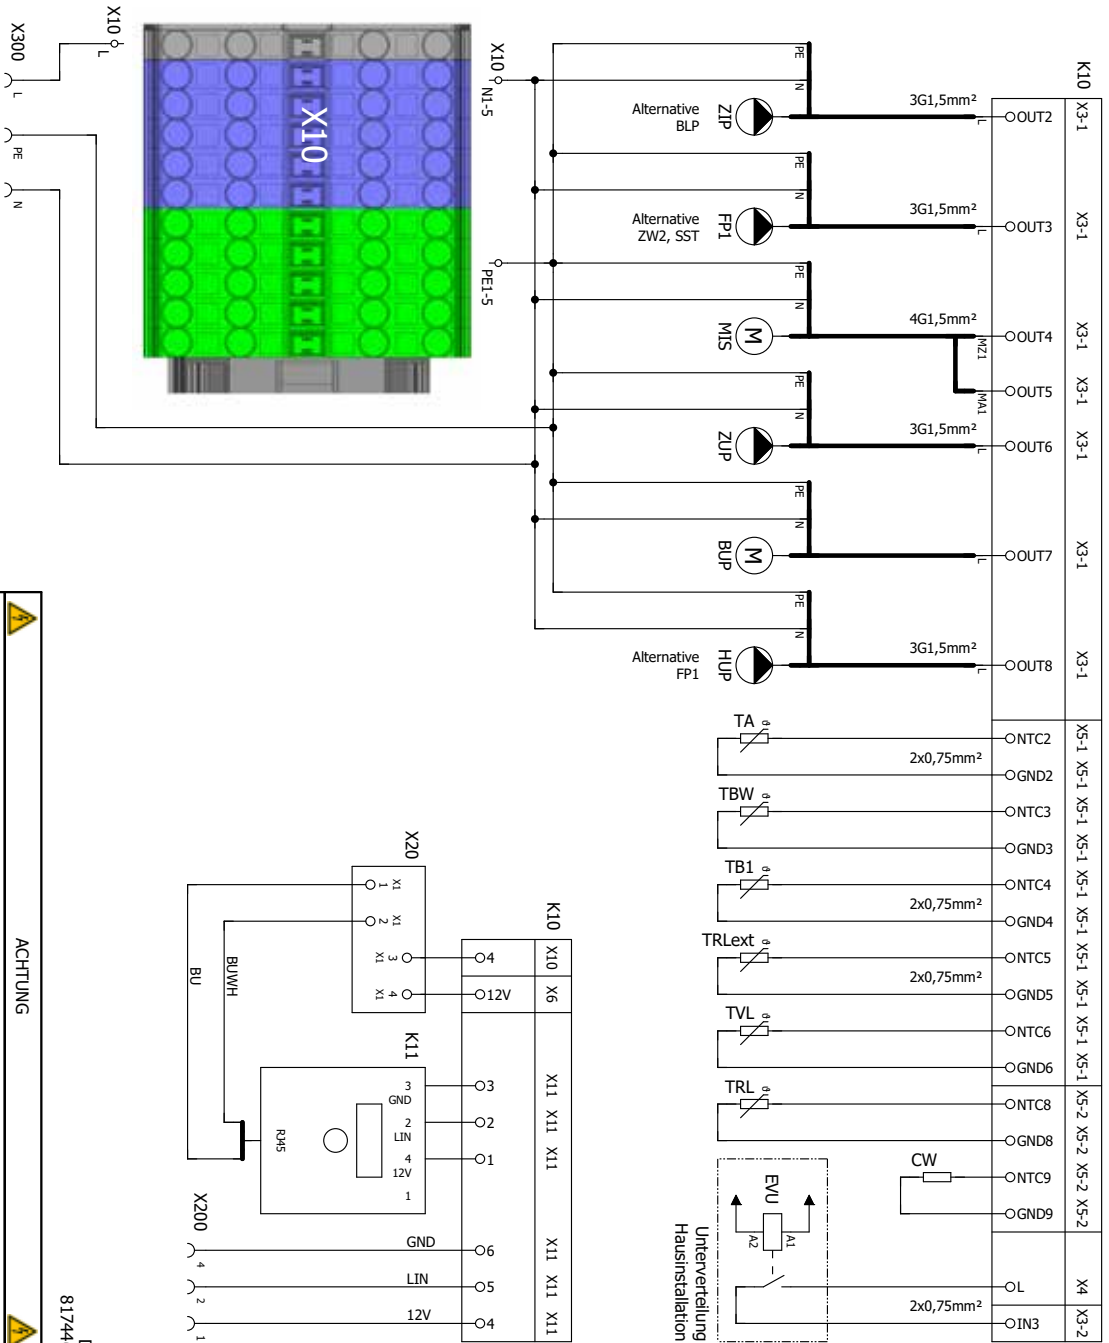 K10
X3-1 X3-1 X3-1 X3-1 X3-1 X3-1 X3-1
X5-1 X5-1 X5-1 X5-1 X5-1 X5-1 X5-1 X5-1 X5-1 X5-1
X5-2 X5-2 X5-2 X5-2
X4
X3-2
OUT2
OUT3
OUT4
OUT5
OUT6
OUT7
OUT8
NTC2
GND2
NTC3
GND3
NTC4
GND4
NTC5
GND5
NTC6
GND6
NTC8
GND8
NTC9
GND9
L
IN3
3G1,5mm²
L
PE
N
ZIP
Alternative
BLP
3G1,5mm²
L
PE
N
FP1
Alternative
ZW2, SST
4G1,5mm²
MZ1
MA1
PE
N
M
MIS
3G1,5mm²
L
PE
N
ZUP
L
PE
N
M
BUP
3G1,5mm²
L
PE
N
HUP
Alternative
FP1
TA
ϑ
2x0,75mm²
TBW
ϑ
TB1
ϑ
2x0,75mm²
TRLext
ϑ
2x0,75mm²
TVL
ϑ
TRL
ϑ
CW
EVU
A1
A2
2x0,75mm²
Unterverteilung
Hausinstallation
X10
N1-5
PE1-5
X10
X10
L
X300
L
PE
N
K10
X10
X6
X11 X11 X11
X11 X11 X11
4
12V
3
2
1
6
5
4
X20
1 X1
2 X1
X1 3
X1 4
BUWH
BU
K11
3
GND
2
LIN
4
12V
1
RJ45
X200
GND
4
LIN
2
12V
1
ACHTUNG
81744